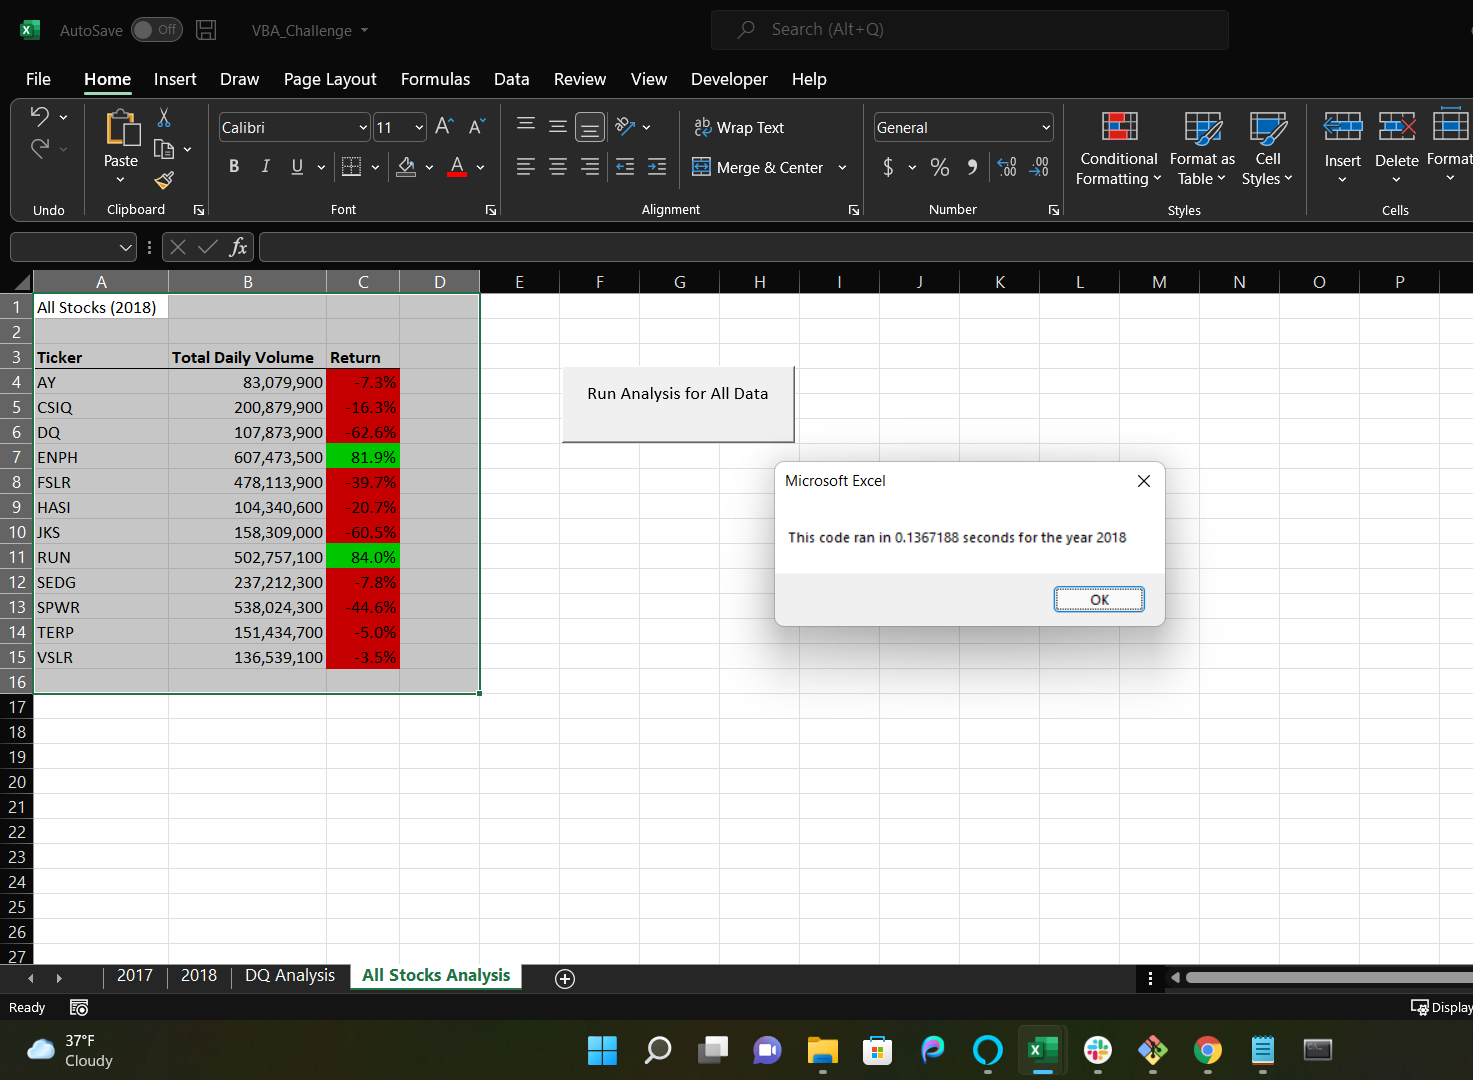 AutoSave Off VBA_Challenge Search (Alt+Q)
File Home Insert Draw Page Layout Formulas Data Review View Developer Help
Calibri 11 Wrap Text General
Paste B I U Merge & Center $ % Conditional Formatting Format as Table Cell Styles Insert Delete Format
Undo Clipboard Font Alignment Number Styles Cells
fx
A B C D E F G H I J K L M N O P
1 All Stocks (2018)
2
3 Ticker Total Daily Volume Return
4 AY 83,079,900 -7.3%
5 CSIQ 200,879,900 -16.3%
6 DQ 107,873,900 -62.6%
7 ENPH 607,473,500 81.9%
8 FSLR 478,113,900 -39.7%
9 HASI 104,340,600 -20.7%
10 JKS 158,309,000 -60.5%
11 RUN 502,757,100 84.0%
12 SEDG 237,212,300 -7.8%
13 SPWR 538,024,300 -44.6%
14 TERP 151,434,700 -5.0%
15 VSLR 136,539,100 -3.5%
16
17
18
19
20
21
22
23
24
25
26
27
Run Analysis for All Data
Microsoft Excel
This code ran in 0.1367188 seconds for the year 2018
OK
2017 2018 DQ Analysis All Stocks Analysis
Ready Display
37°F
Cloudy